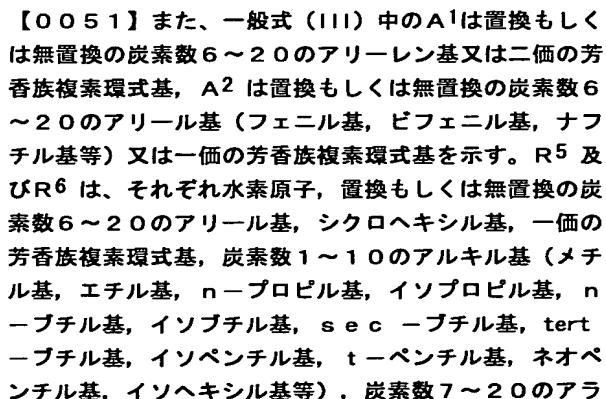 【0051】また、一般式（III）中のA¹は置換もしく
は無置換の炭素数6～20のアリーレン基又は二価の芳
香族複素環式基，A² は置換もしくは無置換の炭素数6
～20のアリール基（フェニル基，ビフェニル基，ナフ
チル基等）又は一価の芳香族複素環式基を示す。R⁵ 及
びR⁶ は、それぞれ水素原子，置換もしくは無置換の炭
素数6～20のアリール基，シクロヘキシル基，一価の
芳香族複素環式基，炭素数1～10のアルキル基（メチ
ル基，エチル基，n－プロピル基，イソプロピル基，n
－ブチル基，イソブチル基，sec －ブチル基，tert
－ブチル基，イソペンチル基，t－ペンチル基，ネオペ
ンチル基，イソヘキシル基等），炭素数7～20のアラ